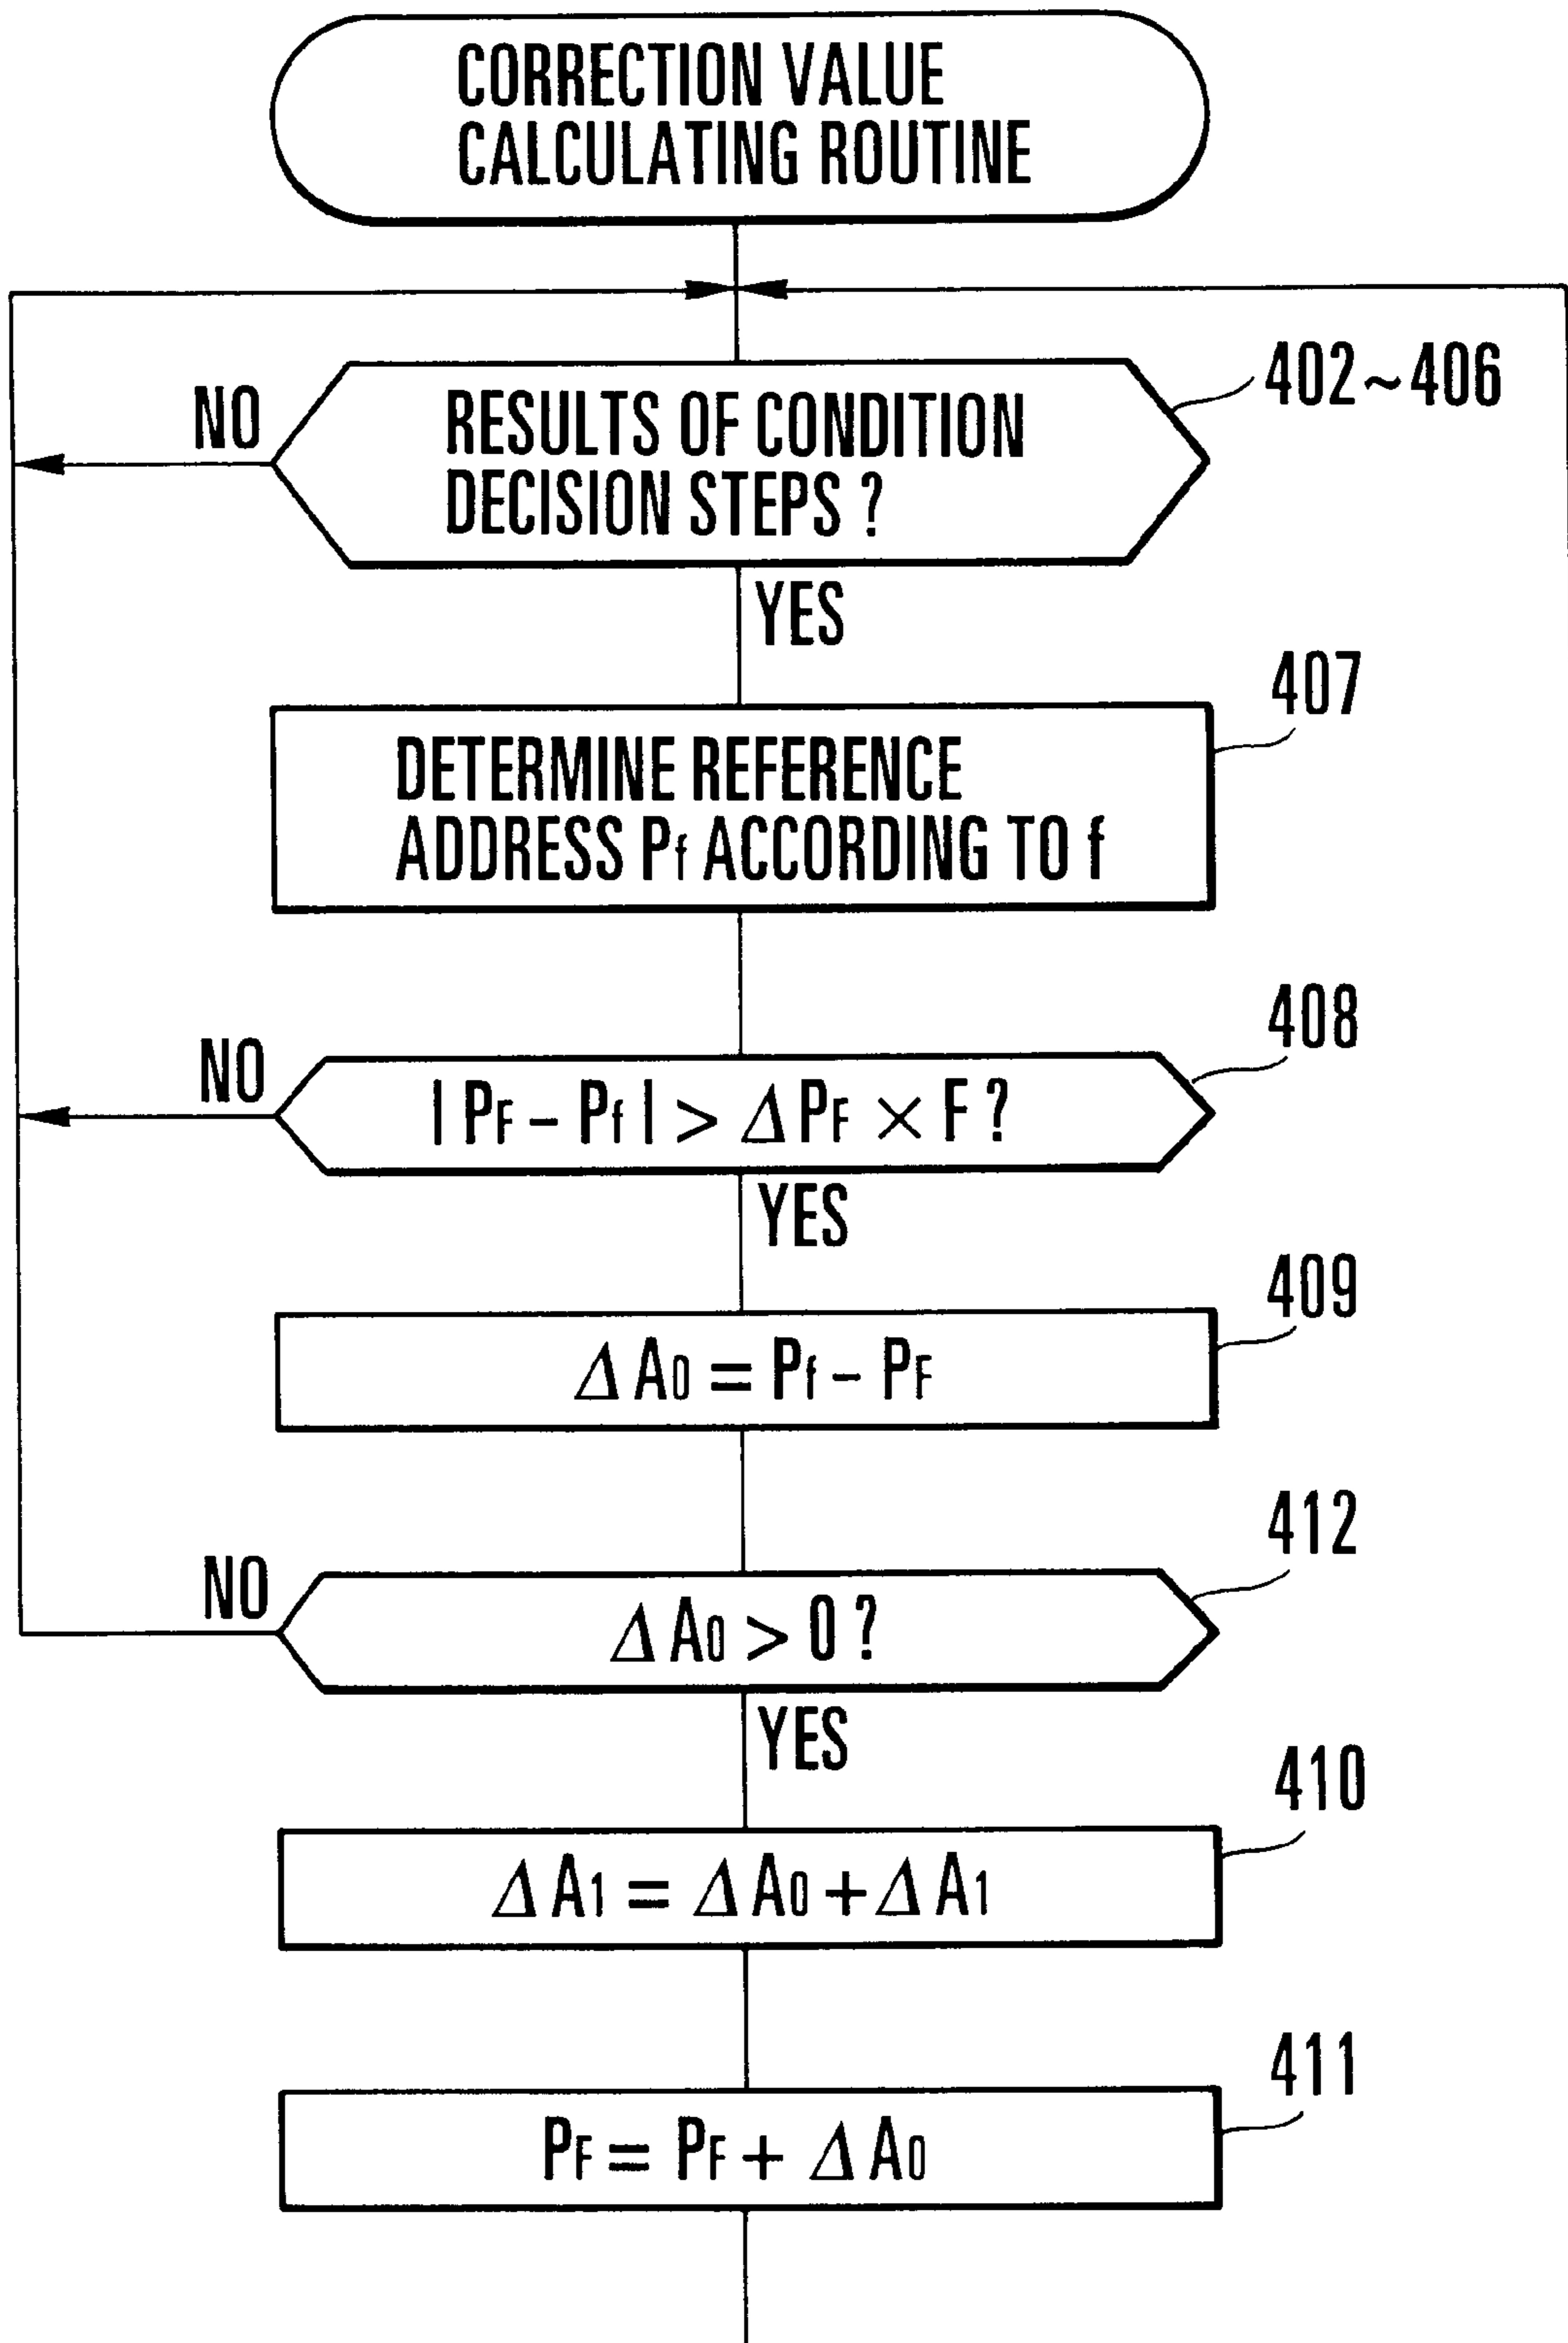 CORRECTION VALUE
CALCULATING ROUTINE
402~406
NO
RESULTS OF CONDITION
DECISION STEPS ?
YES
407
DETERMINE REFERENCE
ADDRESS Pf ACCORDING TO f
408
NO
| PF – Pf | > ΔPF × F ?
YES
409
ΔA0 = Pf – PF
412
NO
ΔA0 > 0 ?
YES
410
ΔA1 = ΔA0 + ΔA1
411
PF = PF + ΔA0